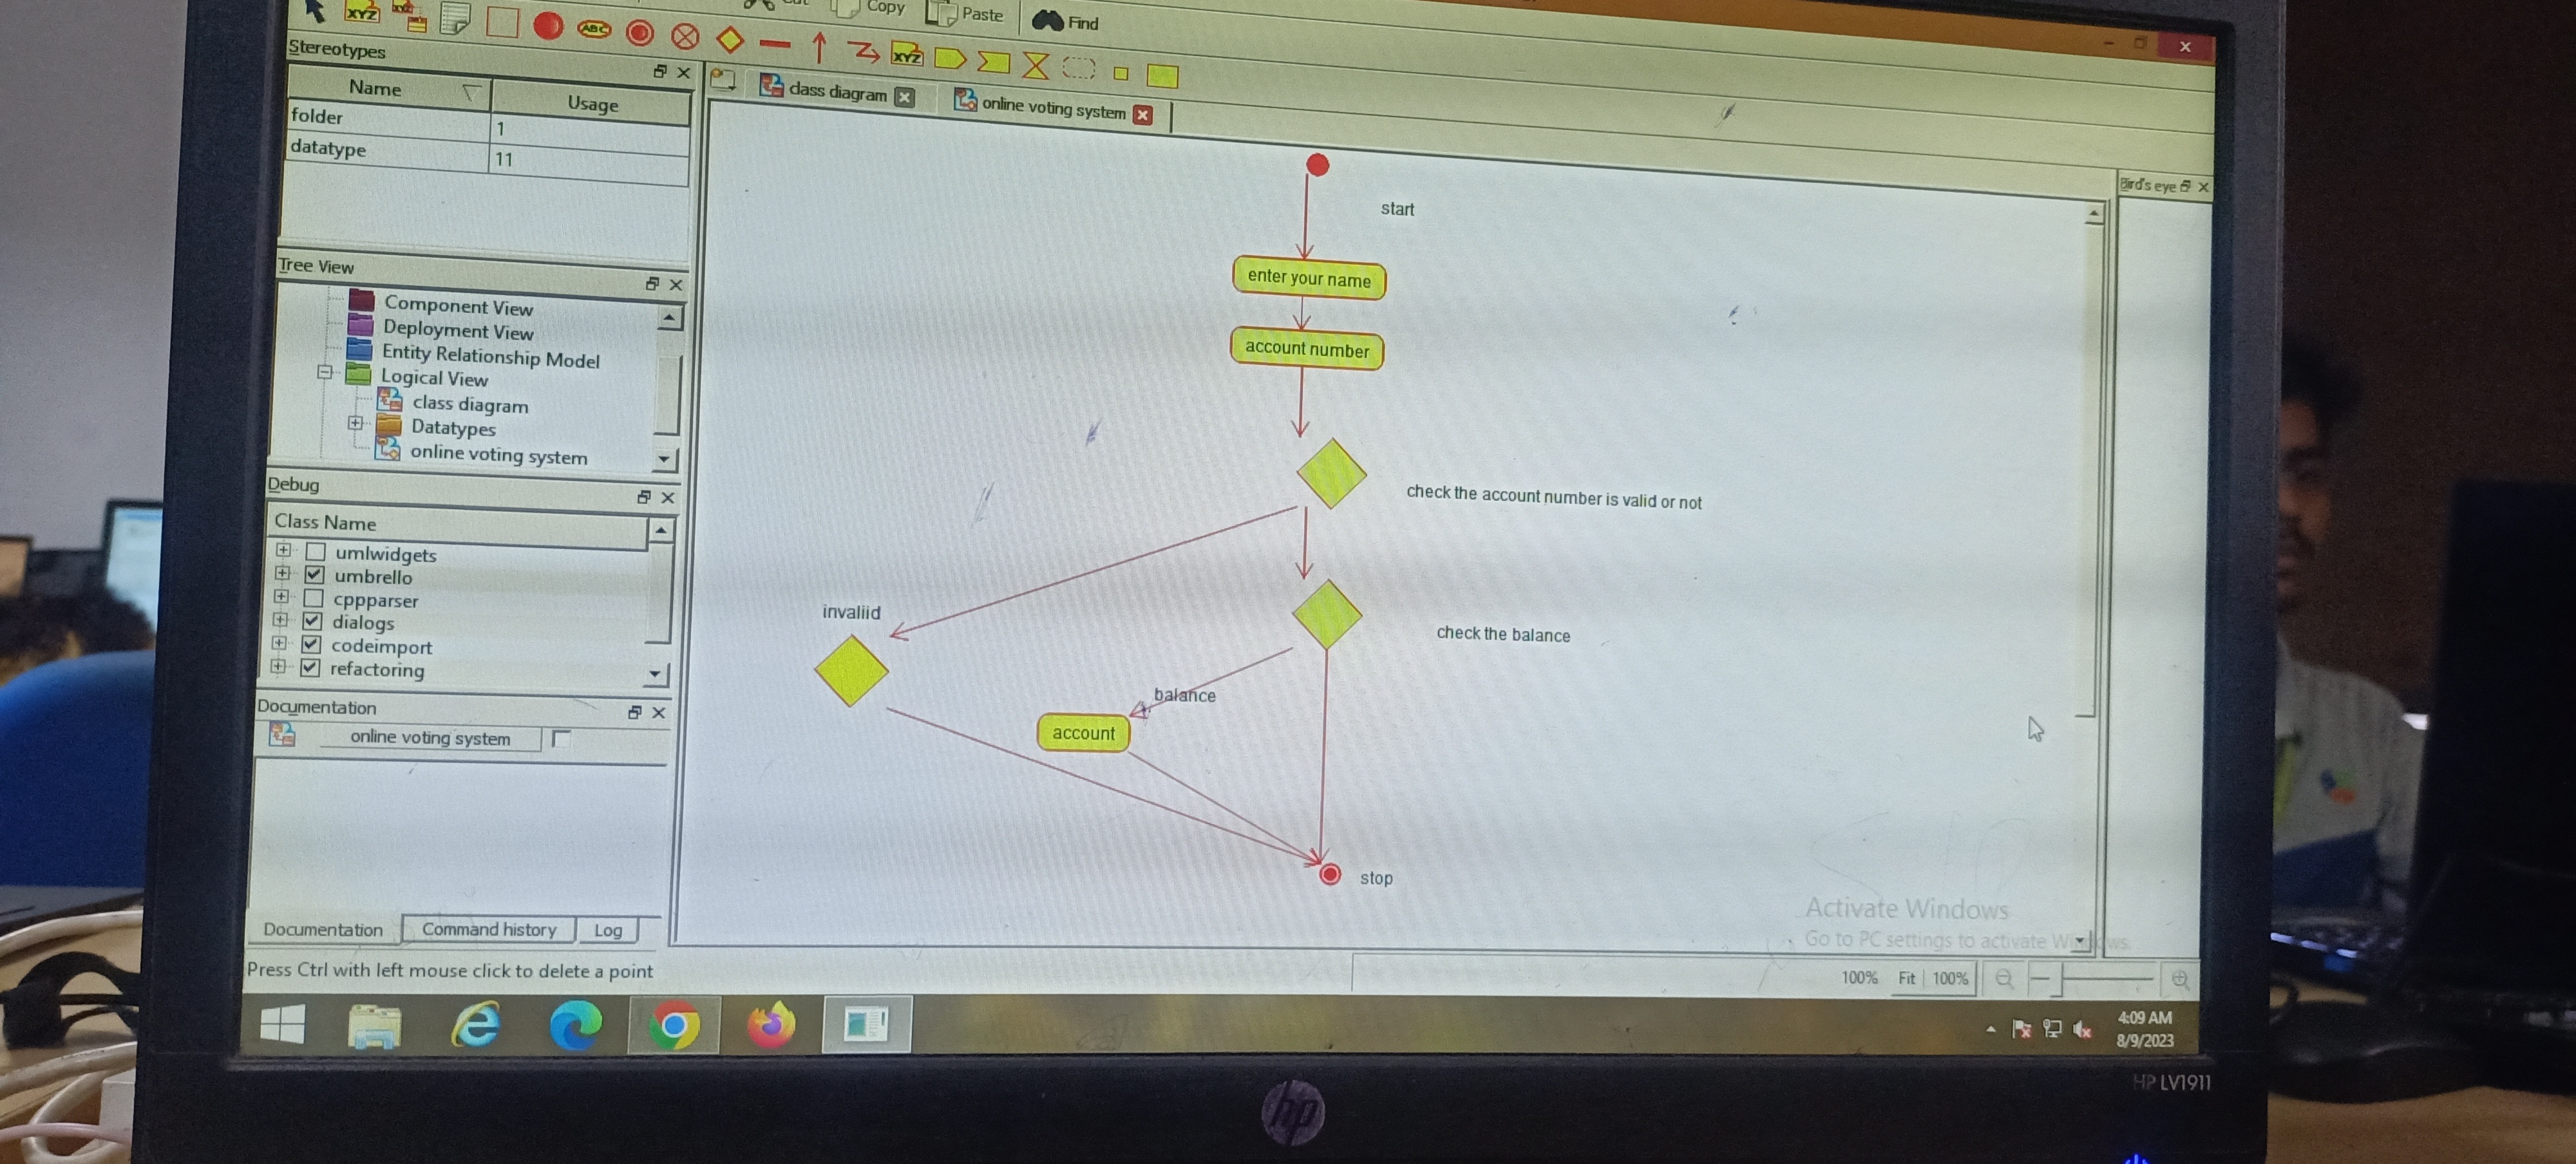 Copy
Paste
Find
XYZ
ABC
XYZ
Stereotypes
Name
Usage
folder
1
datatype
11
class diagram
online voting system
Bird's eye
Tree View
Component View
Deployment View
Entity Relationship Model
Logical View
class diagram
Datatypes
online voting system
Debug
Class Name
umlwidgets
umbrello
cppparser
dialogs
codeimport
refactoring
Documentation
online voting system
Documentation
Command history
Log
Press Ctrl with left mouse click to delete a point
start
enter your name
account number
check the account number is valid or not
invaliid
check the balance
balance
account
stop
Activate Windows
Go to PC settings to activate Windows.
100%
Fit
100%
4:09 AM
8/9/2023
hp
HP LV1911